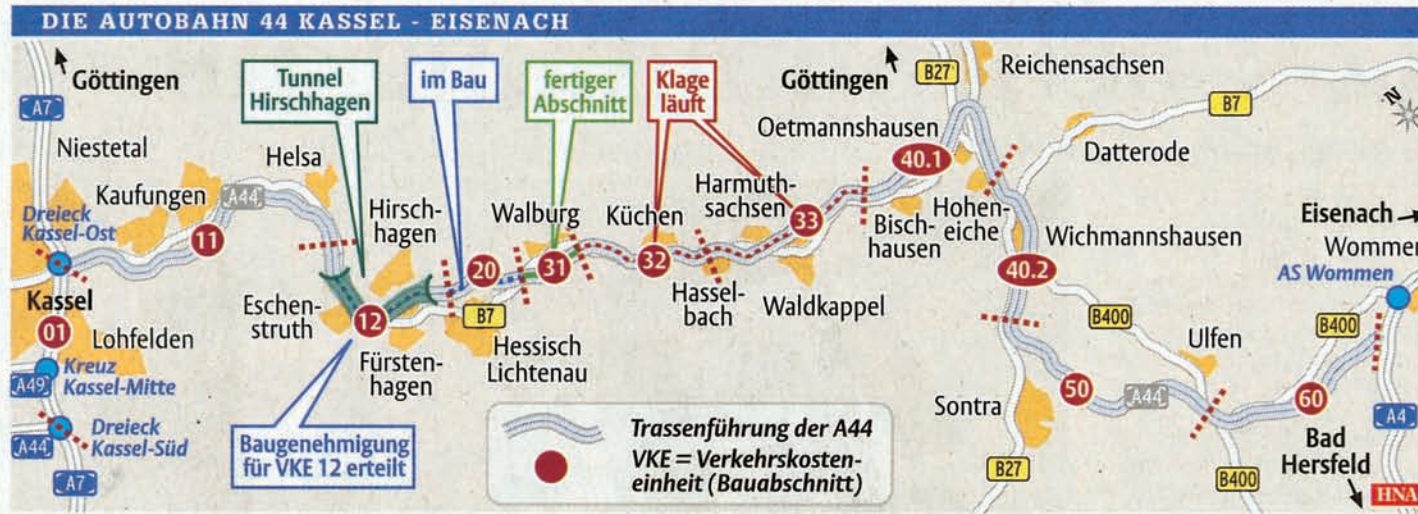 DIE AUTOBAHN 44 KASSEL - EISENACH
Göttingen
A7
Niestetal
Kaufungen
Helsa
A44
11
Dreieck
Kassel-Ost
Kassel
01
Lohfelden
Kreuz
Kassel-Mitte
A49
Dreieck
Kassel-Süd
A44
A7
Tunnel
Hirschhagen
im Bau
fertiger
Abschnitt
Klage
läuft
Hirsch-
hagen
Eschen-
struth
12
Fürsten-
hagen
Baugenehmigung
für VKE 12 erteilt
20
B7
Hessisch
Lichtenau
Walburg
31
Küchen
32
Hassel-
bach
Harmuth-
sachsen
33
Waldkappel
Göttingen
B27
Reichensachsen
Oetmannshausen
40.1
Bisch-
hausen
Hohen-
eiche
Datterode
B7
N
Wichmannshausen
40.2
B400
Ulfen
Sontra
50
A44
B27
B400
Eisenach
Wommen
AS Wommen
B400
60
A4
Bad
Hersfeld
HNA
Trassenführung der A44
VKE = Verkehrskosten-
einheit (Bauabschnitt)